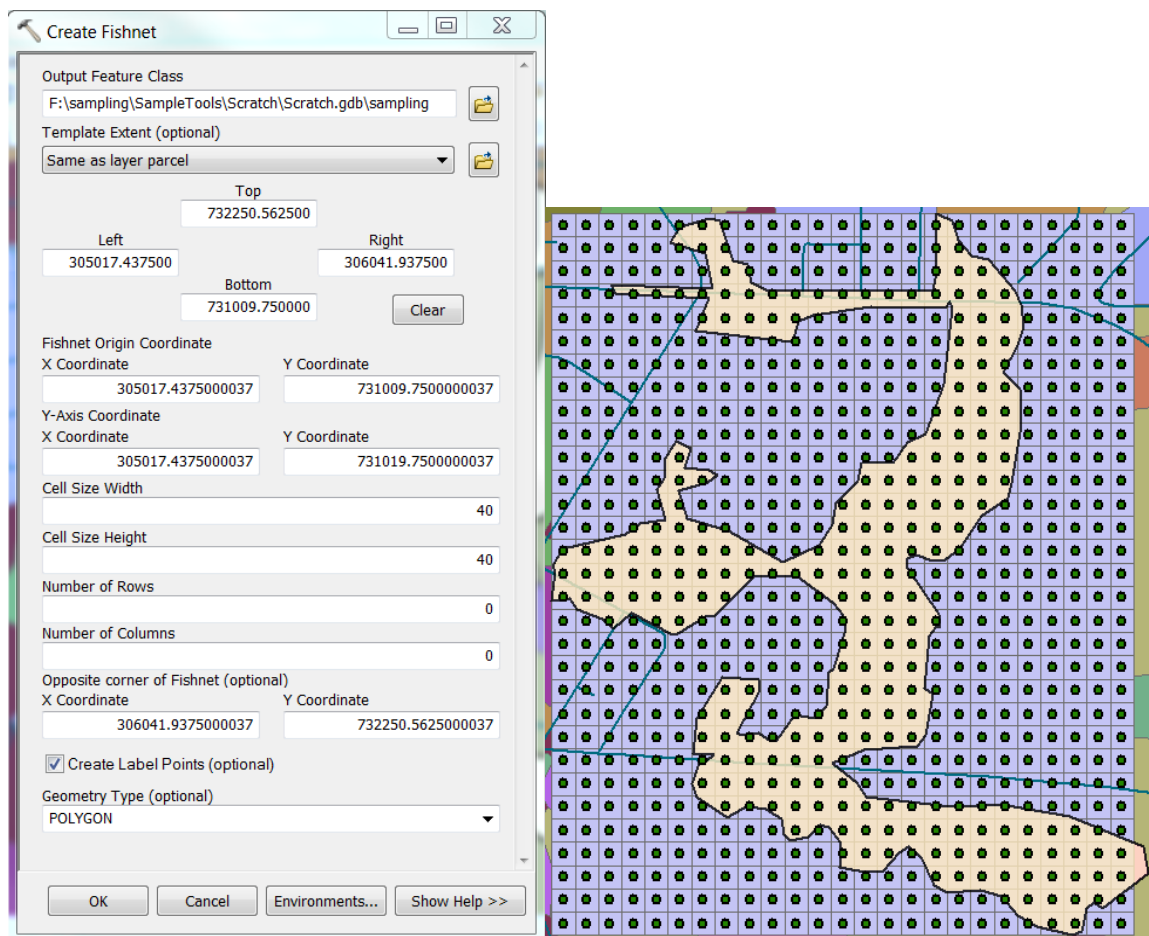 Create Fishnet
Output Feature Class
F:\sampling\SampleTools\Scratch\Scratch.gdb\sampling
Template Extent (optional)
Same as layer parcel
Top
732250.562500
Left Right
305017.437500 306041.937500
Bottom
731009.750000 Clear
Fishnet Origin Coordinate
X Coordinate Y Coordinate
305017.4375000037 731009.7500000037
Y-Axis Coordinate
X Coordinate Y Coordinate
305017.4375000037 731019.7500000037
Cell Size Width
40
Cell Size Height
40
Number of Rows
0
Number of Columns
0
Opposite corner of Fishnet (optional)
X Coordinate Y Coordinate
306041.9375000037 732250.5625000037
Create Label Points (optional)
Geometry Type (optional)
POLYGON
OK Cancel Environments... Show Help >>